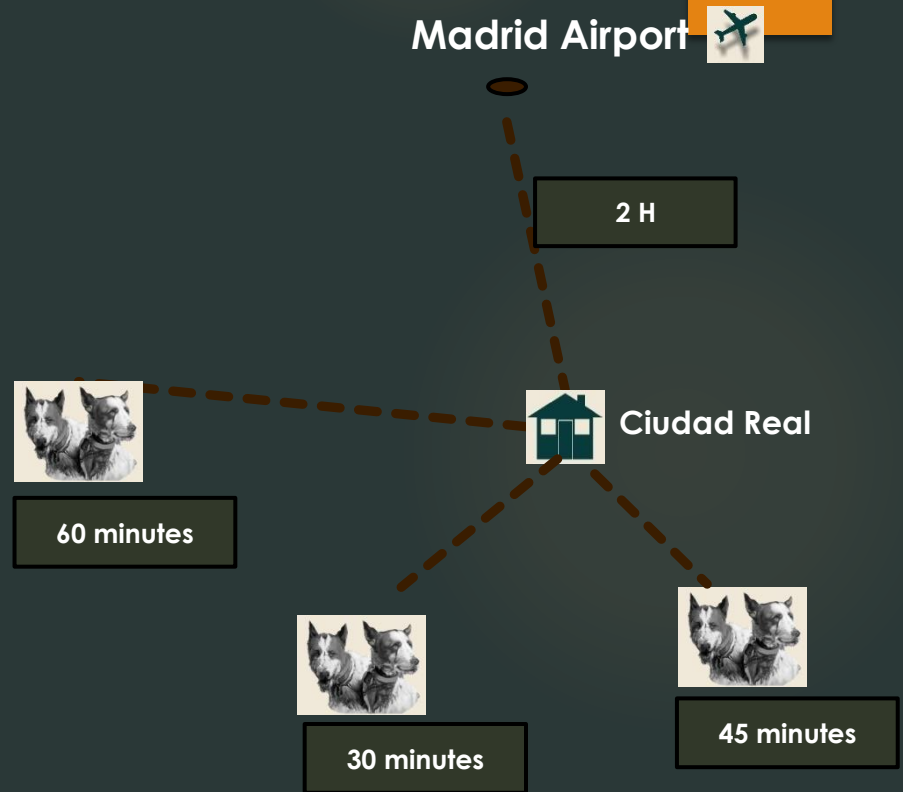 Madrid Airport
2 H
Ciudad Real
60 minutes
30 minutes
45 minutes